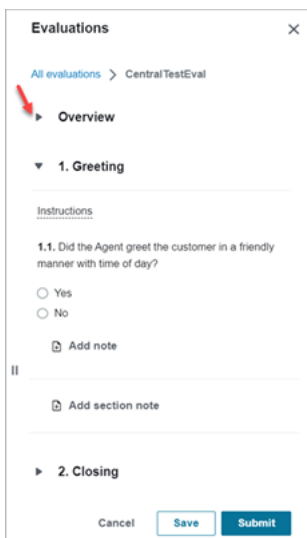 Evaluations
All evaluations > CentralTestEval
Overview
1. Greeting
Instructions
1.1. Did the Agent greet the customer in a friendly
manner with time of day?
Yes
No
Add note
Add section note
2. Closing
Cancel Save Submit